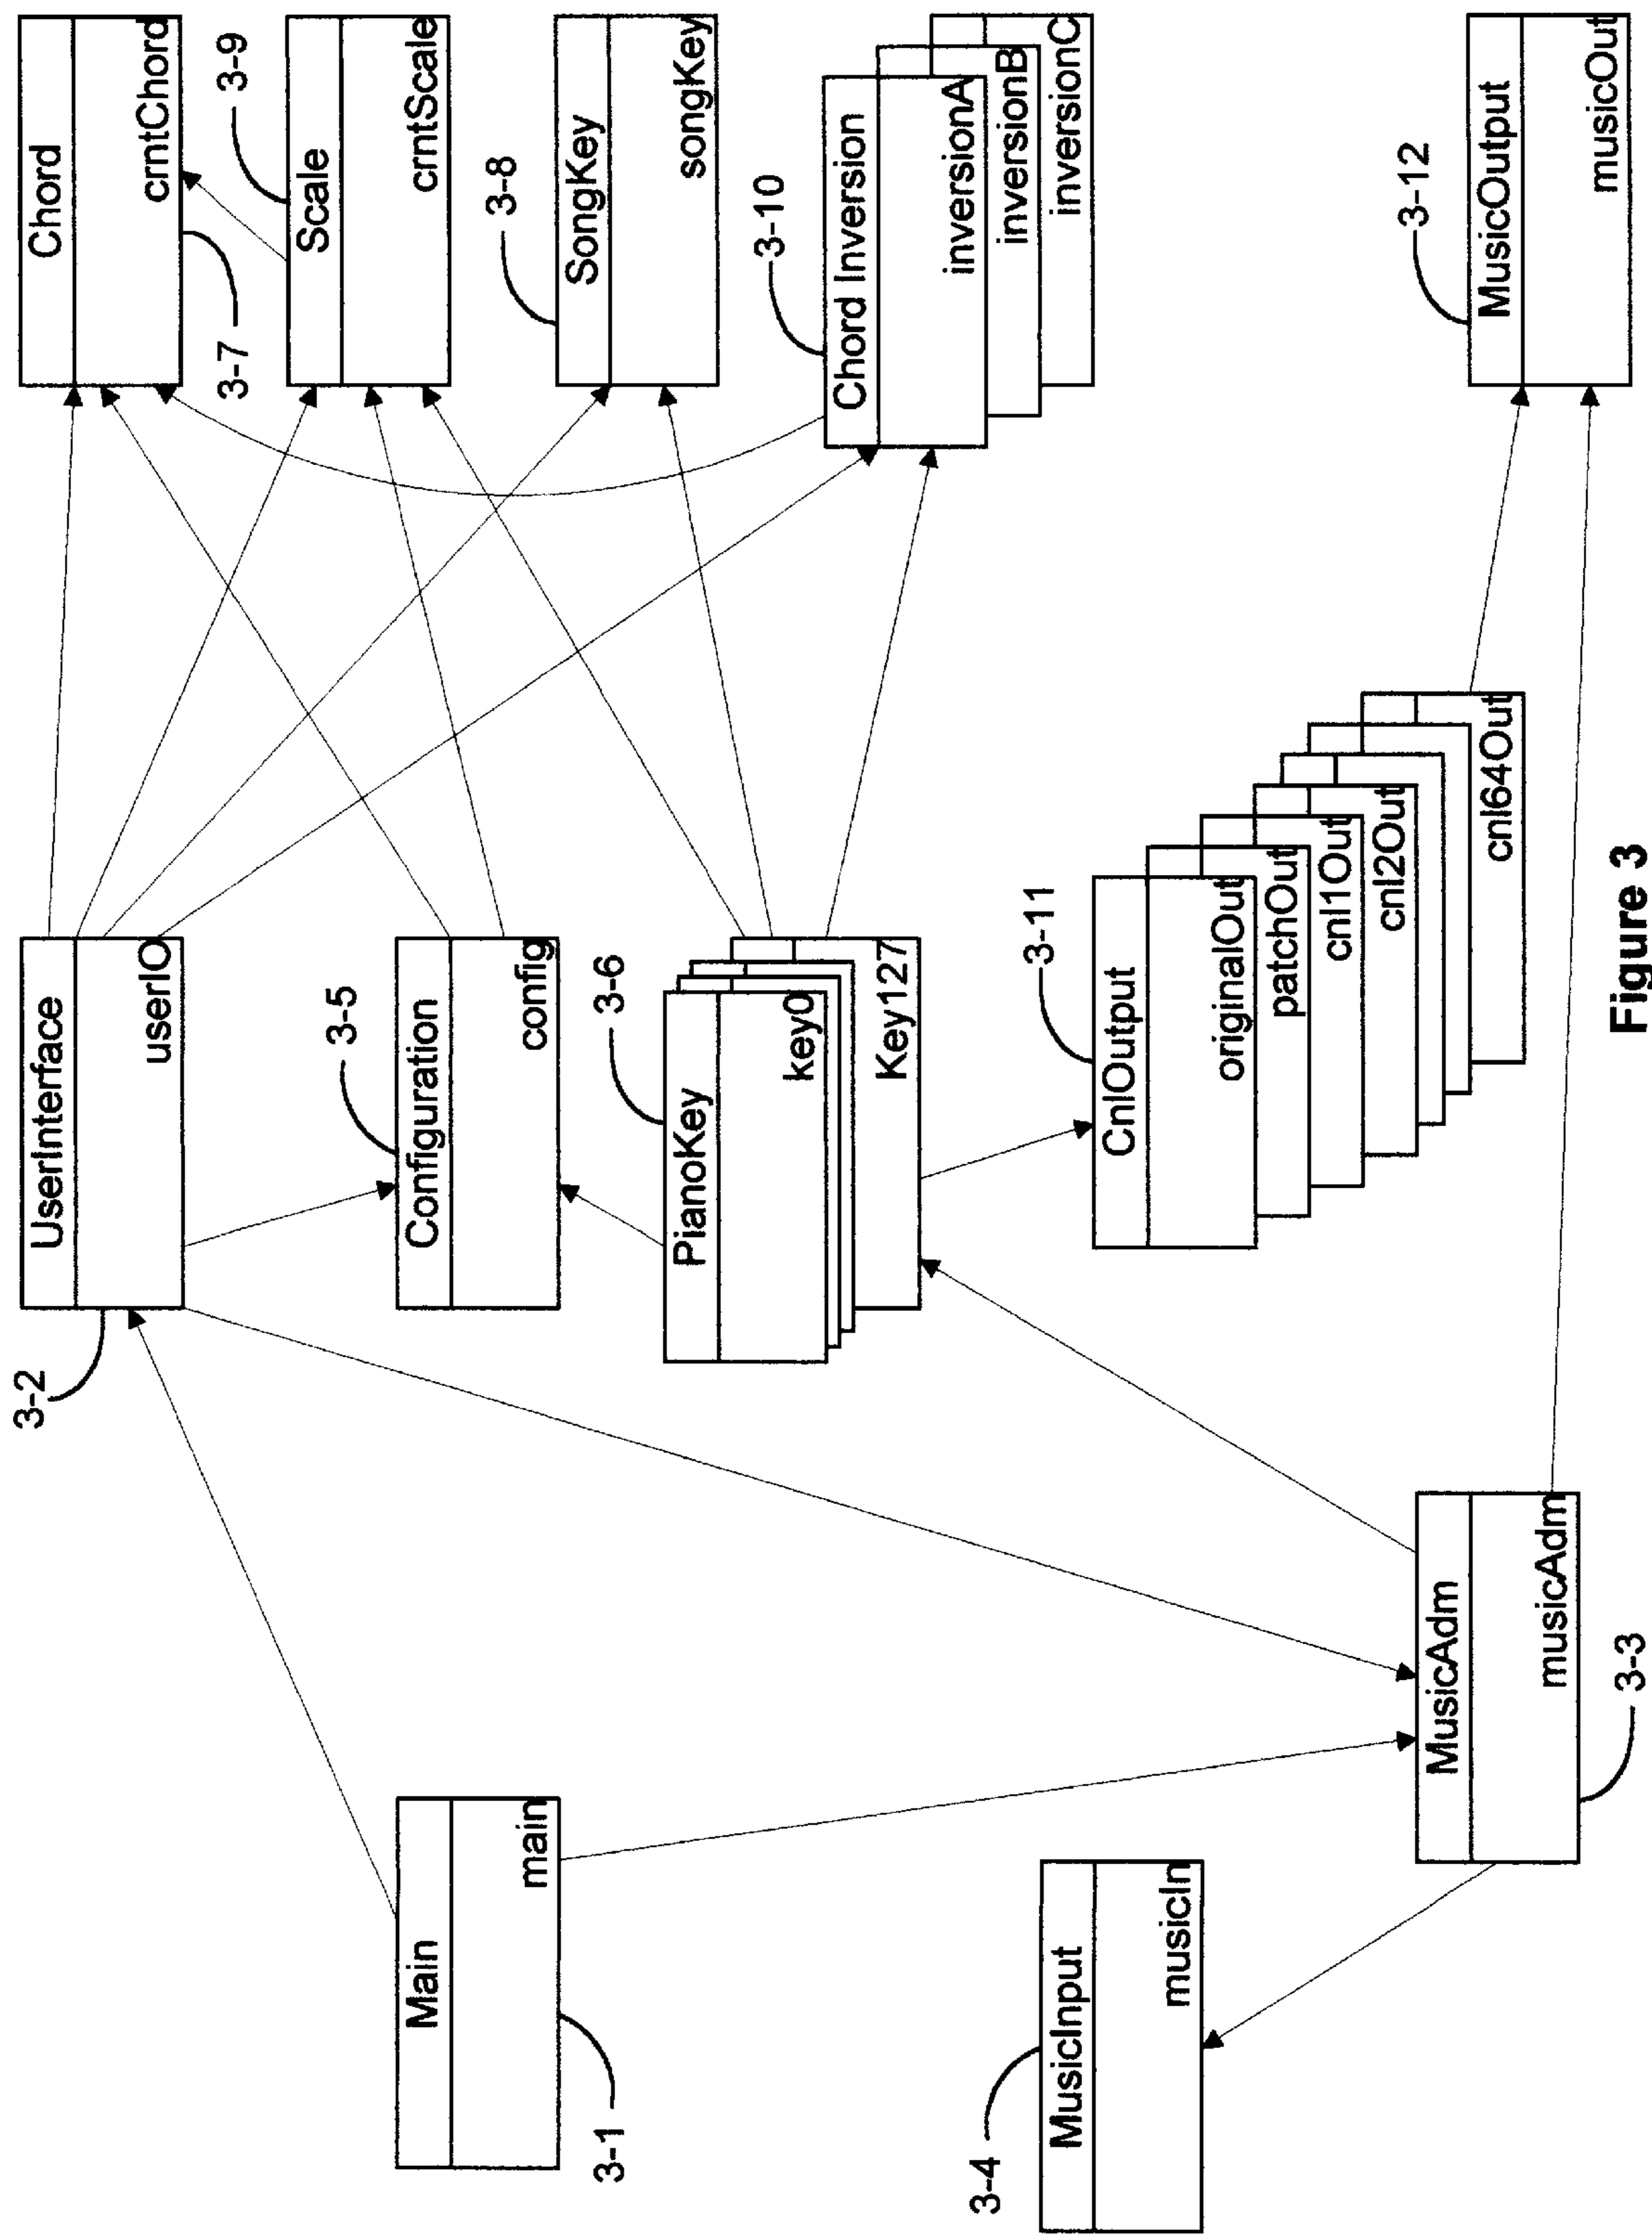 3-2
UserInterface
userIO
Chord
crntChord
3-7
3-9
Scale
crntScale
Main
main
3-1
3-5
Configuration
config
3-8
SongKey
songKey
3-6
PianoKey
key0
Key127
3-10
Chord Inversion
inversionA
inversionB
inversionC
3-4
MusicInput
musicIn
3-11
CnlOutput
originalOut
patchOut
cnl1Out
cnl2Out
cnl64Out
3-12
MusicOutput
musicOut
MusicAdm
musicAdm
3-3
Figure 3